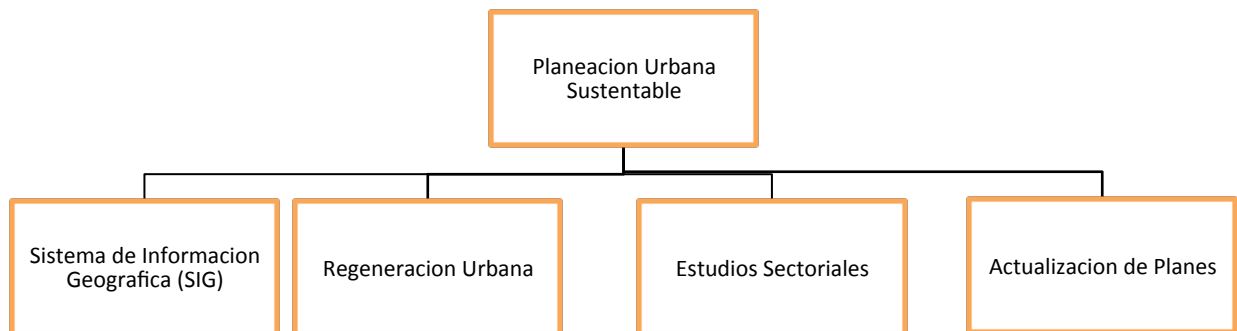 Planeacion Urbana
Sustentable
Sistema de Informacion
Geografica (SIG)
Regeneracion Urbana
Estudios Sectoriales
Actualizacion de Planes